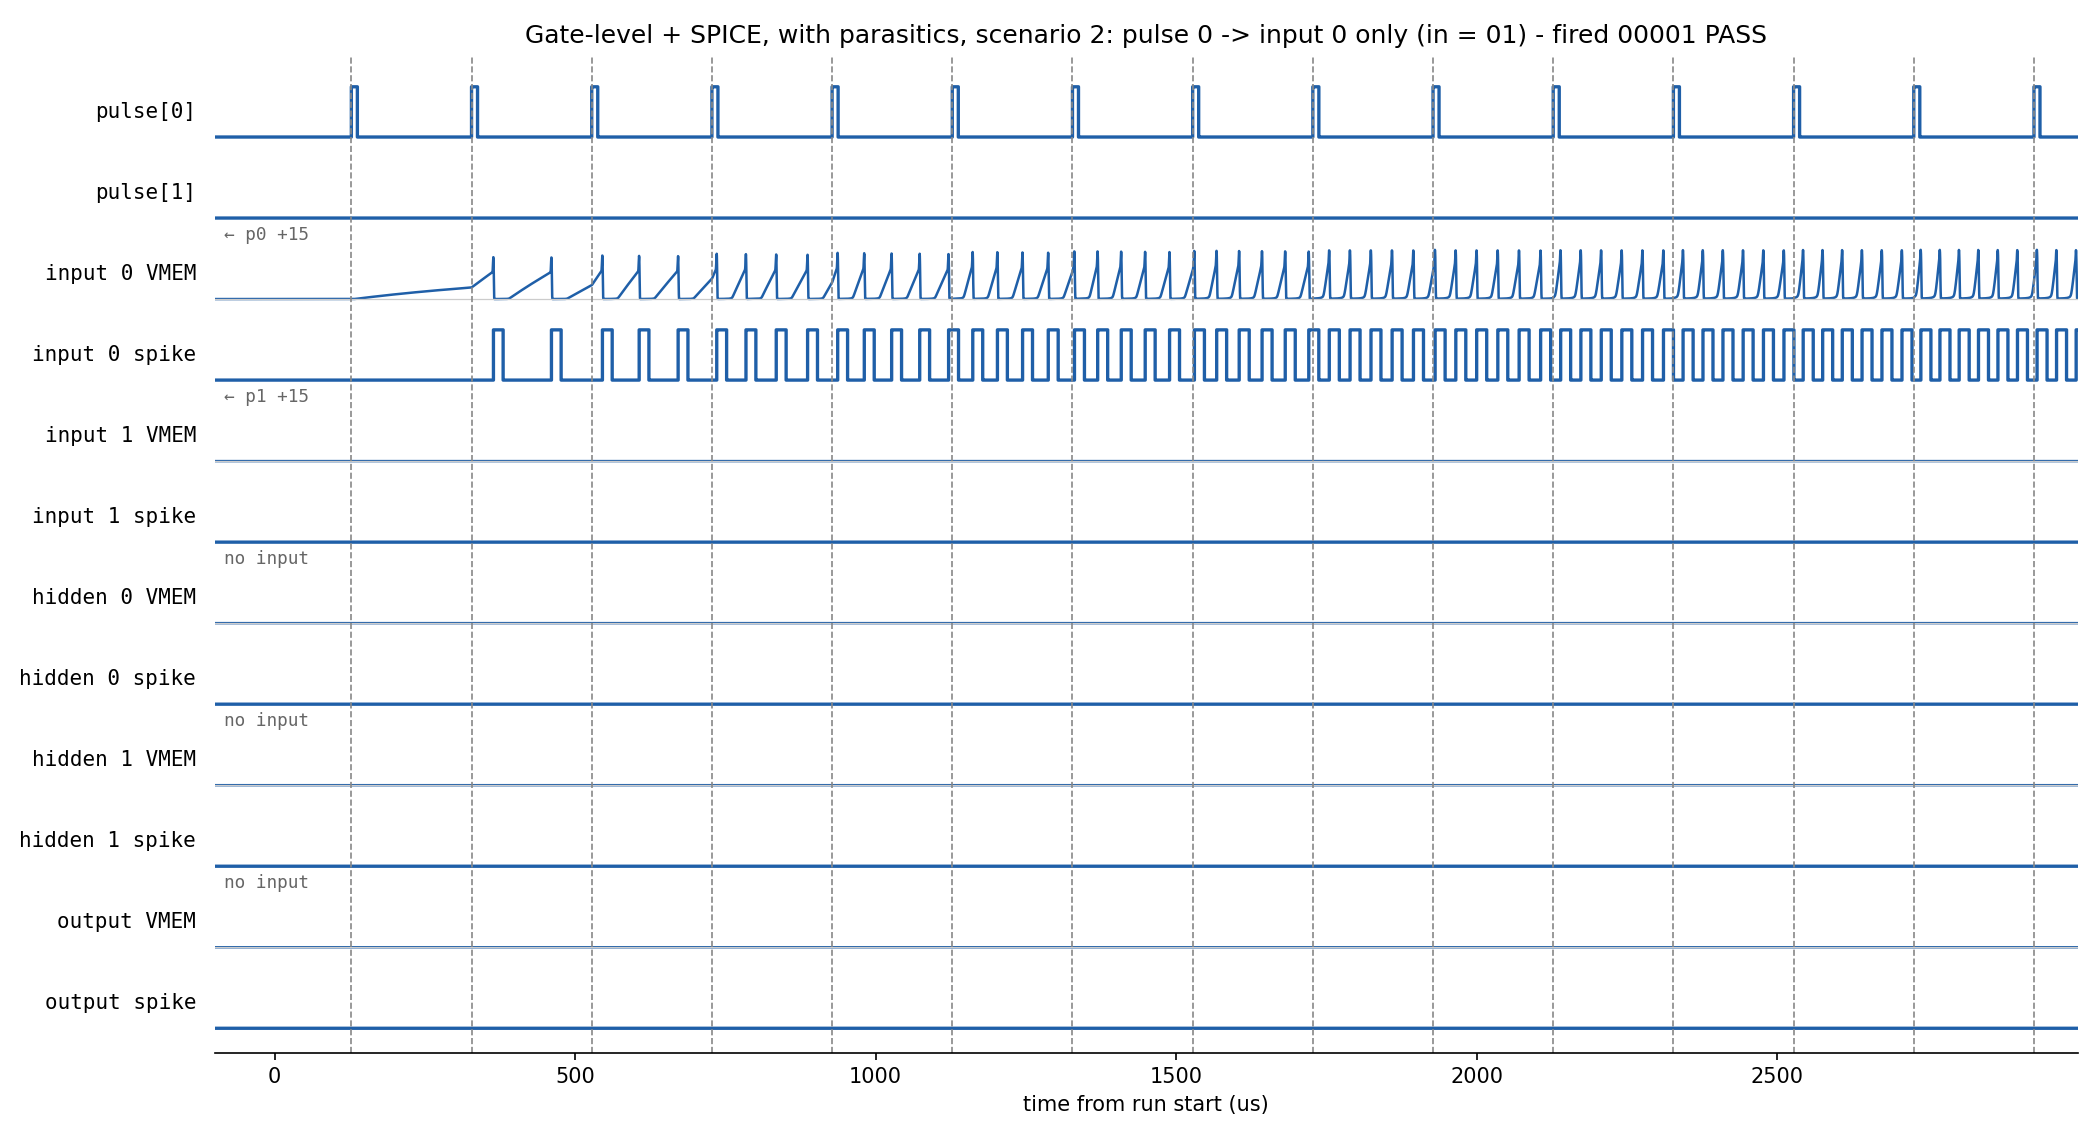 Gate-level + SPICE, with parasitics, scenario 2: pulse 0 -> input 0 only (in = 01) - fired 00001 PASS
pulse[0]
pulse[1]
← p0 +15
input 0 VMEM
input 0 spike
← p1 +15
input 1 VMEM
input 1 spike
no input
hidden 0 VMEM
hidden 0 spike
no input
hidden 1 VMEM
hidden 1 spike
no input
output VMEM
output spike
0 500 1000 1500 2000 2500
time from run start (us)